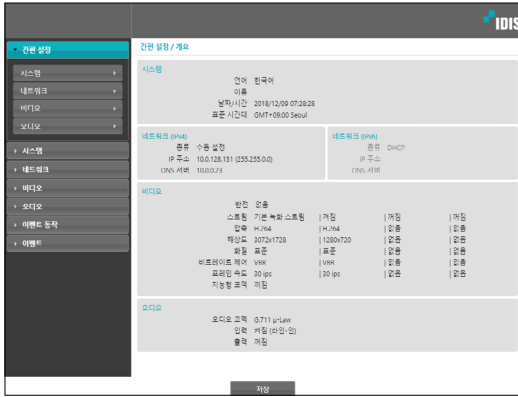 IDIS
간편 설정
시스템
네트워크
비디오
오디오
시스템
네트워크
비디오
오디오
이벤트 동작
이벤트
간편 설정 / 개요
시스템
언어 한국어
이름
날짜/시간 2018/12/09 07:28:28
표준 시간대 GMT+09:00 Seoul
네트워크 (IPv4)
종류 수동 설정
IP 주소 10.0.128.131 (255.255.0.0)
DNS 서버 10.0.0.23
네트워크 (IPv6)
종류 DHCP
IP 주소
DNS 서버
비디오
반전 없음
스트림 기본 녹화 스트림 | 켜짐 | 꺼짐 | 꺼짐
압축 H.264 | H.264 | 없음 | 없음
해상도 3072x1728 | 1280x720 | 없음 | 없음
화질 표준 | 표준 | 없음 | 없음
비트레이트 제어 VBR | VBR | 없음 | 없음
프레임 속도 30 ips | 30 ips | 없음 | 없음
지능형 코덱 꺼짐
오디오
오디오 코덱 G.711 μ-Law
입력 켜짐 (라인-인)
출력 꺼짐
저장